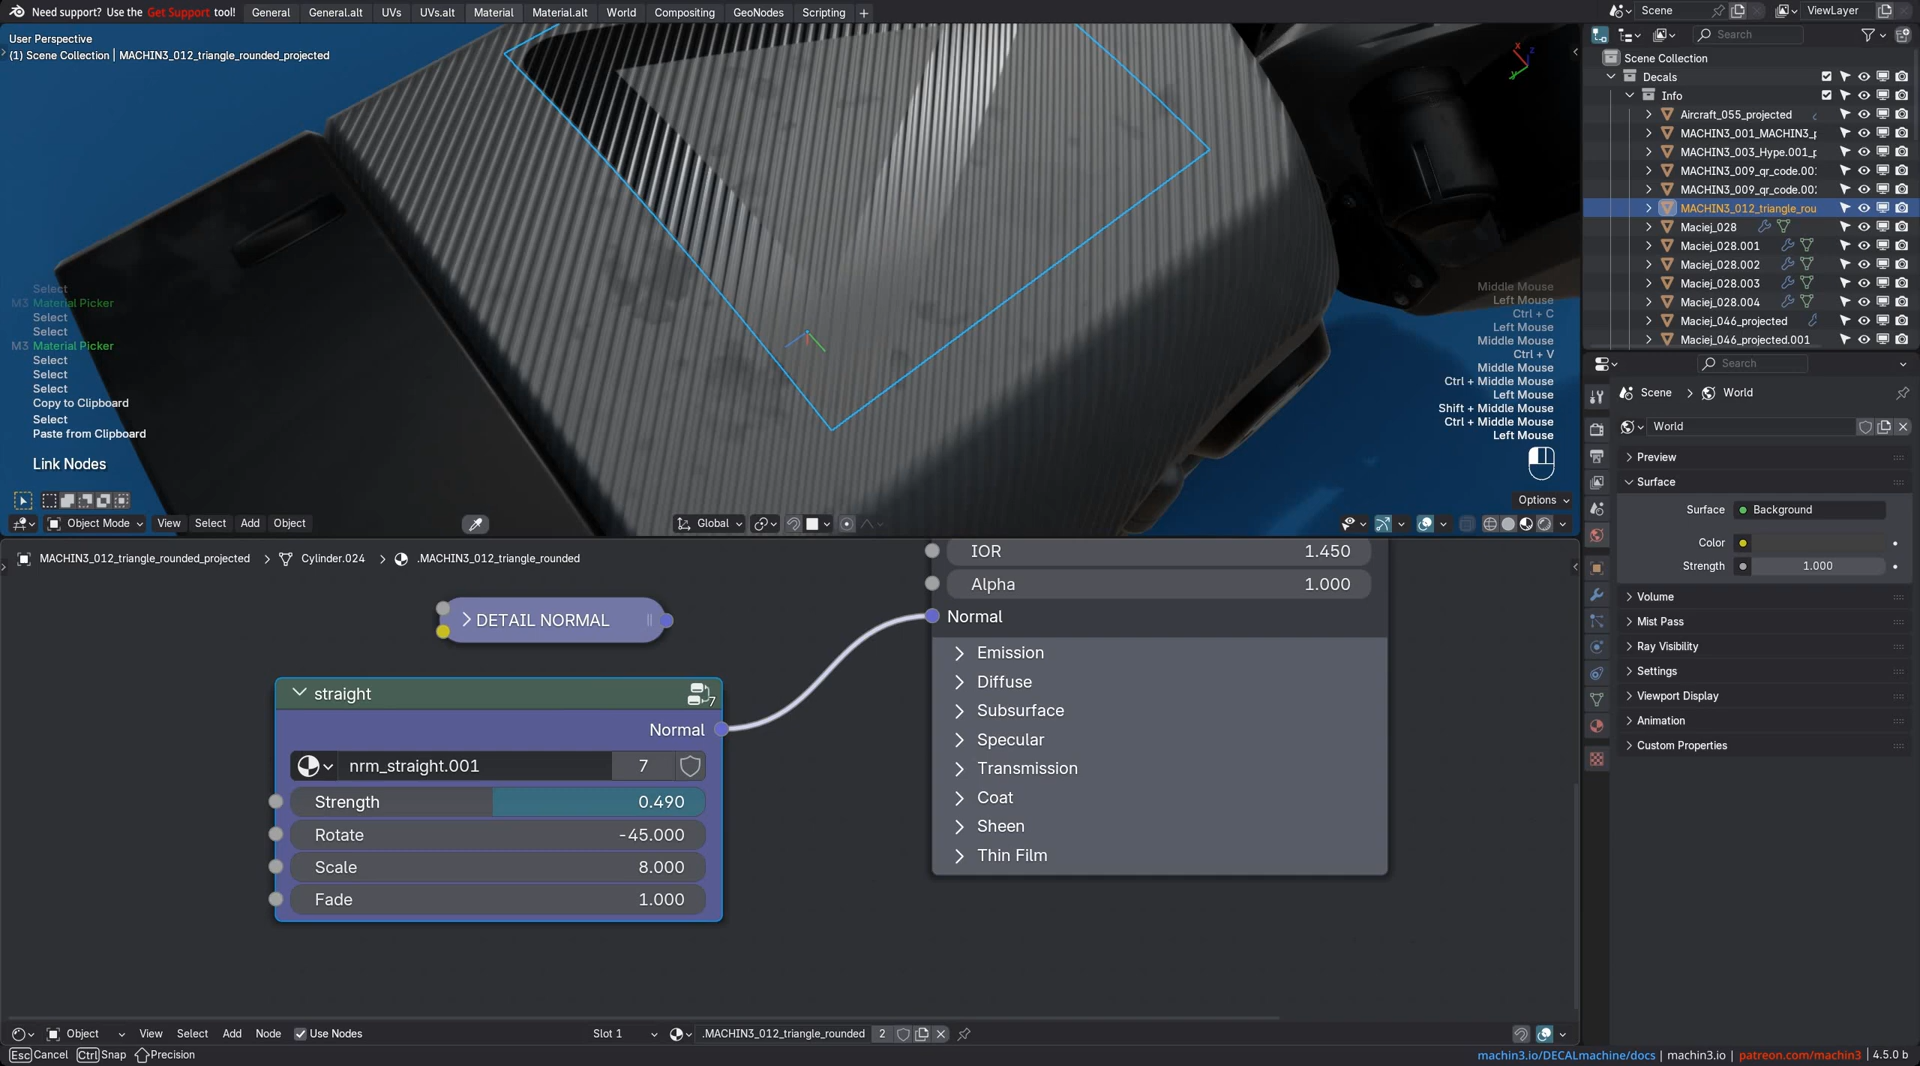 Need support? Use the Get Support tool!
General
General.alt
UVs
UVs.alt
Material
Material.alt
World
Compositing
GeoNodes
Scripting
Scene
ViewLayer
User Perspective
(1) Scene Collection | MACHIN3_012_triangle_rounded_projected
Search
Scene Collection
Decals
Info
Aircraft_055_projected
MACHIN3_001_MACHIN3_p
MACHIN3_003_Hype.001_p
MACHIN3_009_qr_code.00
MACHIN3_009_qr_code.00
MACHIN3_012_triangle_rou
Maciej_028
Maciej_028.001
Maciej_028.002
Maciej_028.003
Maciej_028.004
Maciej_046_projected
Maciej_046_projected.001
Select
M3 Material Picker
Select
Select
M3 Material Picker
Select
Select
Select
Copy to Clipboard
Select
Paste from Clipboard
Link Nodes
Middle Mouse
Left Mouse
Ctrl + C
Left Mouse
Middle Mouse
Ctrl + V
Middle Mouse
Ctrl + Middle Mouse
Left Mouse
Shift + Middle Mouse
Ctrl + Middle Mouse
Left Mouse
Options
Object Mode
View
Select
Add
Object
Global
Search
Scene
World
World
Preview
Surface
Surface
Background
Color
Strength
1.000
Volume
Mist Pass
Ray Visibility
Settings
Viewport Display
Animation
Custom Properties
MACHIN3_012_triangle_rounded_projected
Cylinder.024
.MACHIN3_012_triangle_rounded
DETAIL NORMAL
straight
7
Normal
nrm_straight.001
7
Strength
0.490
Rotate
-45.000
Scale
8.000
Fade
1.000
IOR
1.450
Alpha
1.000
Normal
Emission
Diffuse
Subsurface
Specular
Transmission
Coat
Sheen
Thin Film
Object
View
Select
Add
Node
Use Nodes
Slot 1
.MACHIN3_012_triangle_rounded
2
Esc Cancel
Ctrl Snap
Precision
machin3.io/DECALmachine/docs | machin3.io | patreon.com/machin3 | 4.5.0 b